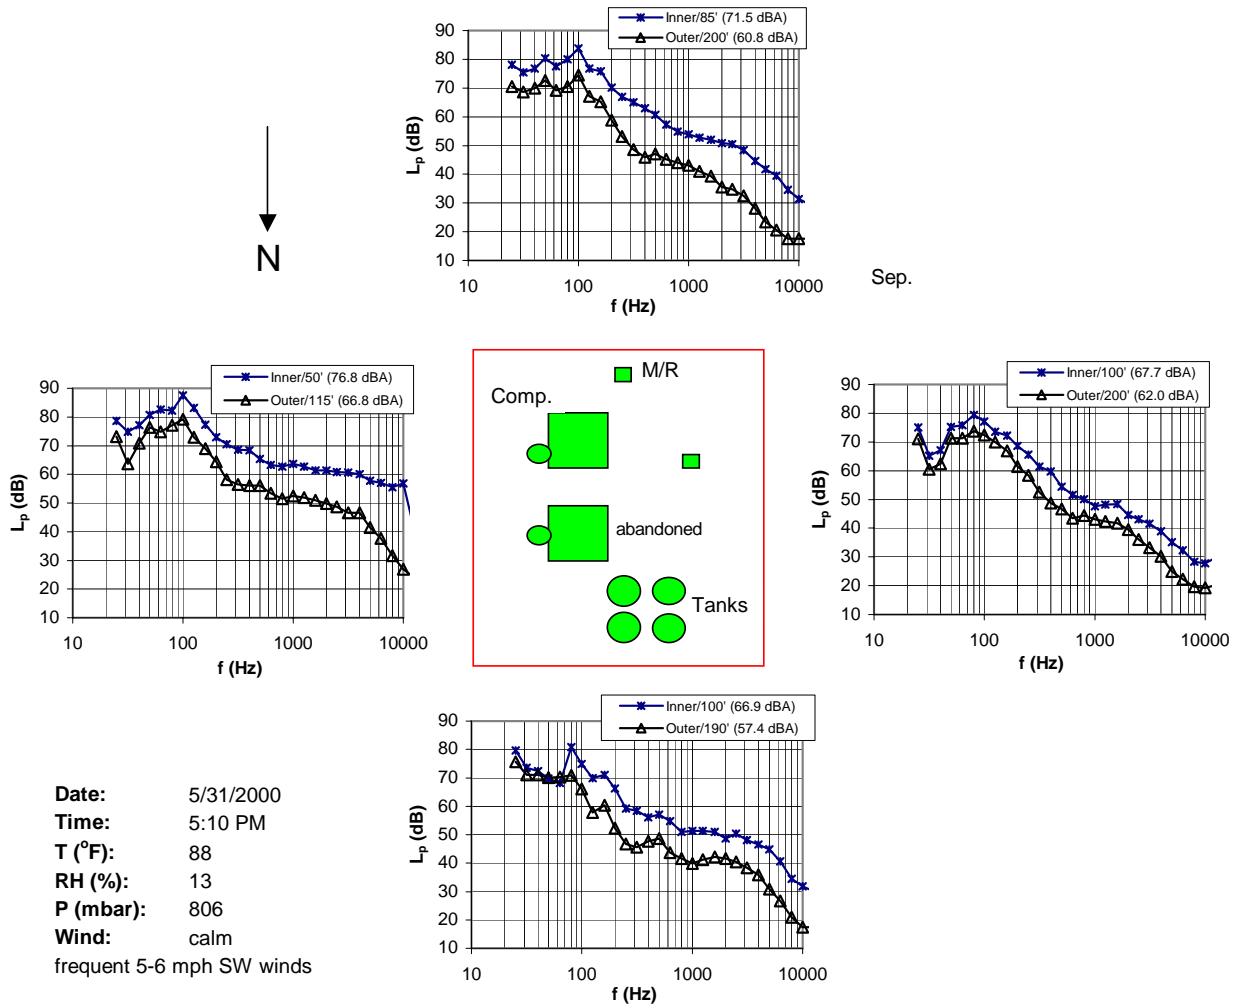 Inner/85' (71.5 dBA)
Outer/200' (60.8 dBA)
90
80
70
60
50
40
30
20
10
Lp (dB)
10 100 1000 10000
f (Hz)
N
Sep.
Inner/50' (76.8 dBA)
Outer/115' (66.8 dBA)
90
80
70
60
50
40
30
20
10
Lp (dB)
10 100 1000 10000
f (Hz)
M/R
Comp.
abandoned
Tanks
Inner/100' (67.7 dBA)
Outer/200' (62.0 dBA)
90
80
70
60
50
40
30
20
10
Lp (dB)
10 100 1000 10000
f (Hz)
Inner/100' (66.9 dBA)
Outer/190' (57.4 dBA)
90
80
70
60
50
40
30
20
10
Lp (dB)
10 100 1000 10000
f (Hz)
Date: 5/31/2000
Time: 5:10 PM
T (°F): 88
RH (%): 13
P (mbar): 806
Wind: calm
frequent 5-6 mph SW winds